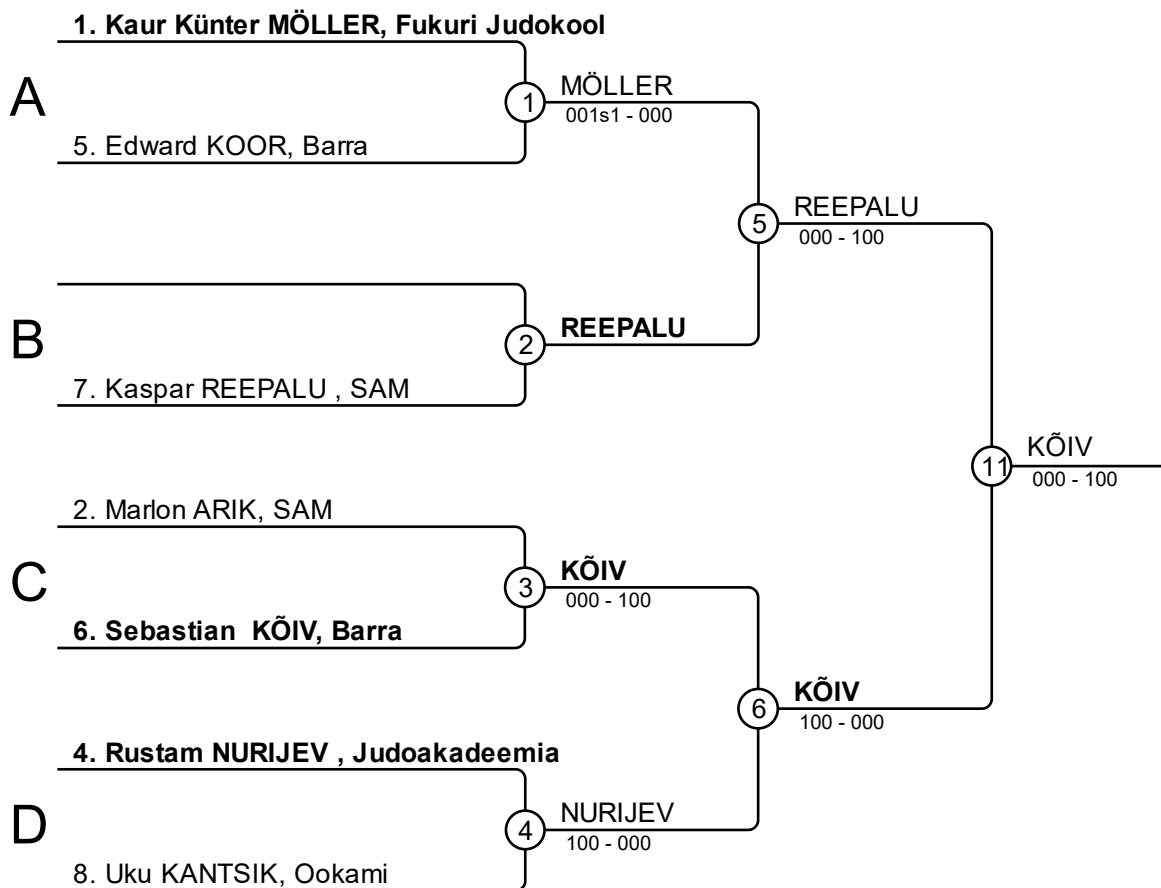 1. Kaur Künter MÖLLER, Fukuri Judokool
A
1
MÖLLER
001s1 - 000
5. Edward KOOR, Barra
5
REEPALU
000 - 100
B
2
REEPALU
7. Kaspar REEPALU , SAM
11
KÕIV
000 - 100
2. Marlon ARIK, SAM
C
3
KÕIV
000 - 100
6. Sebastian  KÕIV, Barra
6
KÕIV
100 - 000
4. Rustam NURIJEV , Judoakadeemia
D
4
NURIJEV
100 - 000
8. Uku KANTSIK, Ookami